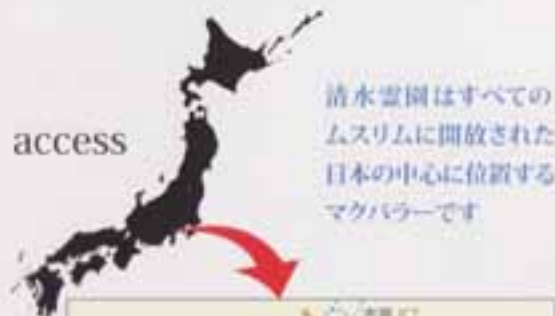 access
清水霊園はすべての
ムスリムに開放された
日本の中心に位置する
マクバラーです